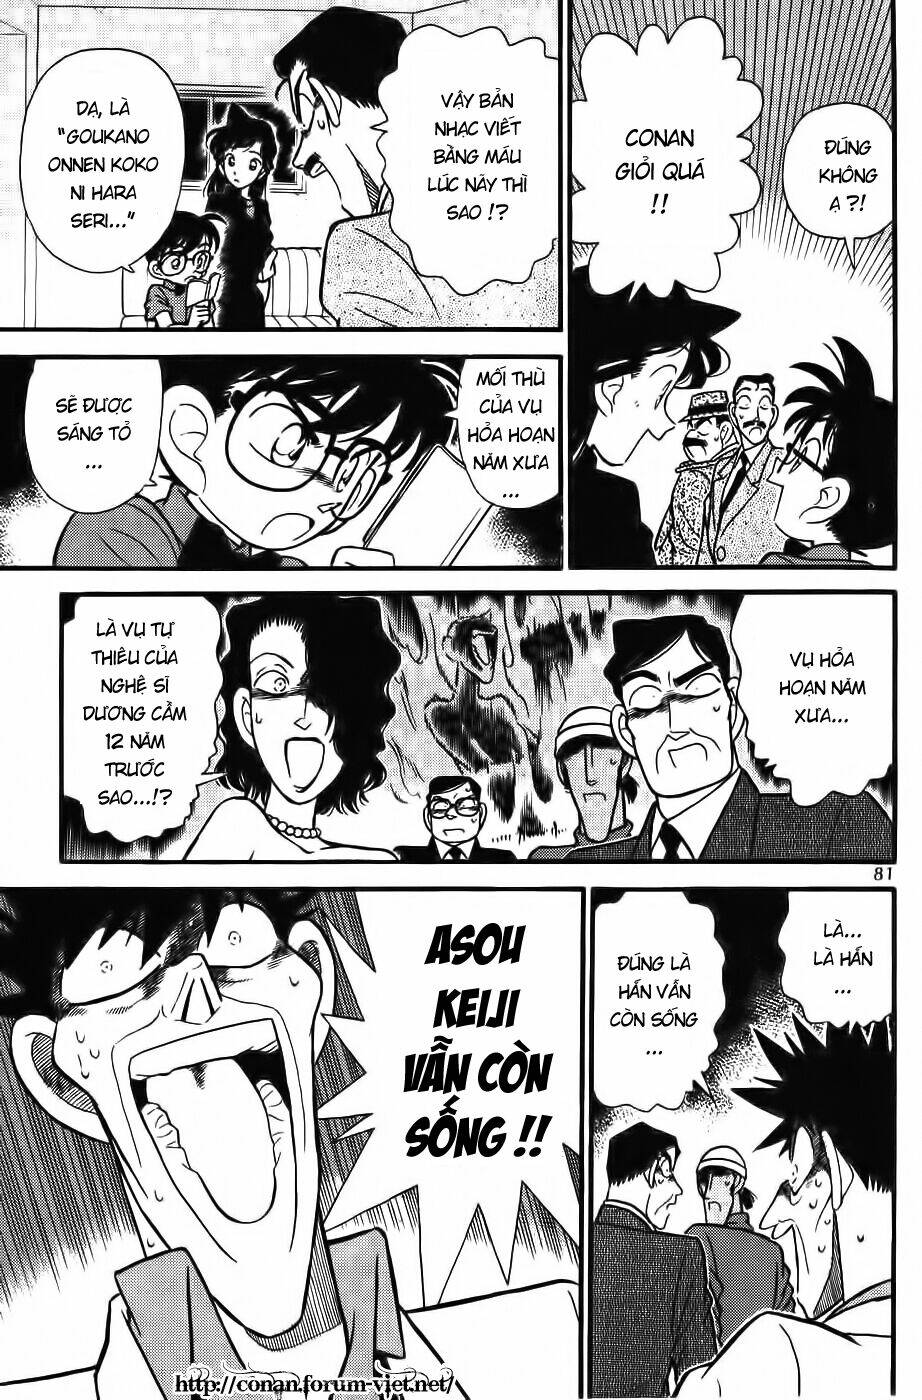 ĐÚNG
KHÔNG
Ạ ?!
CONAN
GIỎI QUÁ
!!
VẬY BẢN
NHẠC VIẾT
BẰNG MÁU
LÚC NÃY THÌ
SAO !?
DẠ, LÀ
"GOUKANO
ONNEN KOKO
NI HARA
SERI..."
MỐI THÙ
CỦA VỤ
HỎA HOẠN
NĂM XƯA
...
SẼ ĐƯỢC
SÁNG TỎ
...
VỤ HỎA
HOẠN NĂM
XƯA...
LÀ VỤ TỰ
THIÊU CỦA
NGHỆ SĨ
DƯƠNG CẦM
12 NĂM
TRƯỚC
SAO...!?
81
LÀ...
LÀ HẮN
...
ĐÚNG LÀ
HẮN VẪN
CÒN SỐNG
...
ASOU
KEIJI
VẪN CÒN
SỐNG !!
http://conan.forum-viet.net/